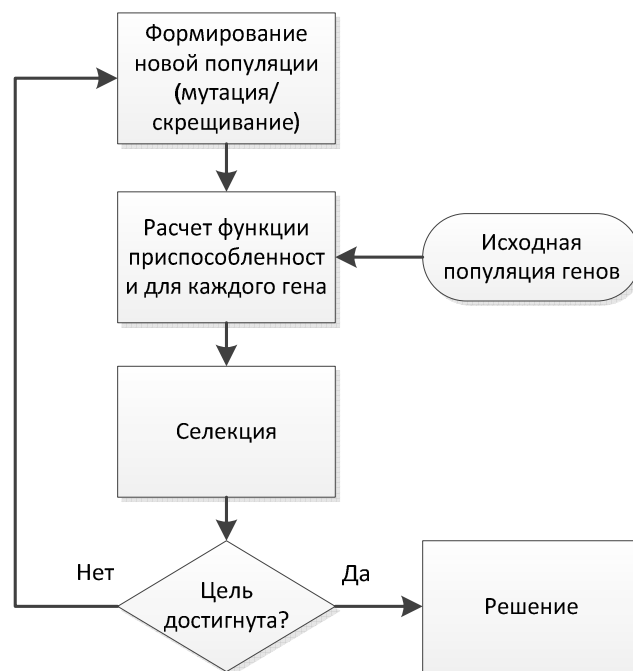 Формирование
новой популяции
(мутация/
скрещивание)
Расчет функции
приспособленност
и для каждого гена
Исходная
популяция генов
Селекция
Нет
Цель
достигнута?
Да
Решение